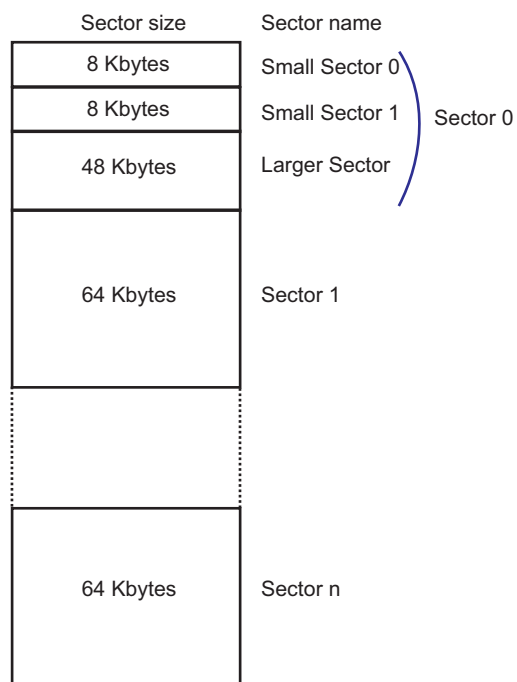 Sector size Sector name
8 Kbytes Small Sector 0
8 Kbytes Small Sector 1 Sector 0
48 Kbytes Larger Sector
64 Kbytes Sector 1
64 Kbytes Sector n